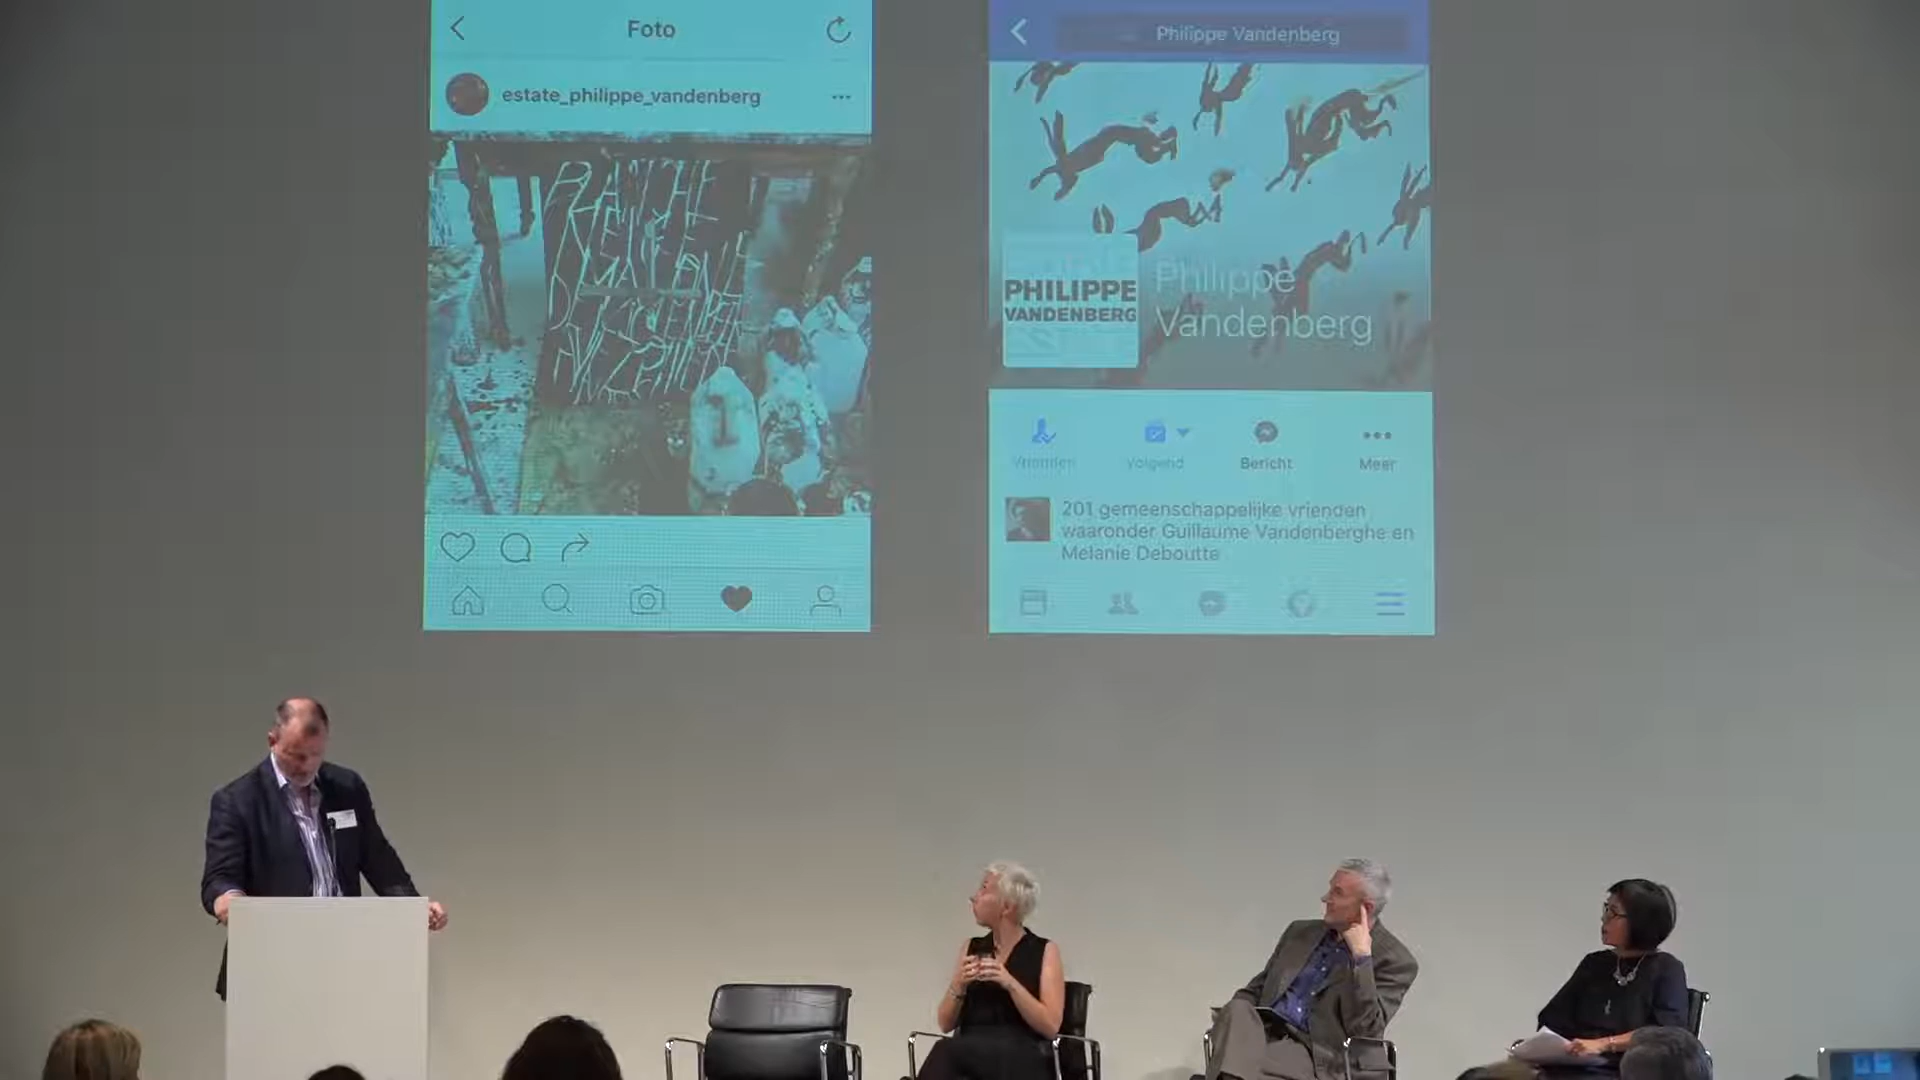 Foto
estate_philippe_vandenberg
1
Philippe Vandenberg
PHILIPPE
VANDENBERG
Philippe
Vandenberg
Vrienden
Volgend
Bericht
Meer
201 gemeenschappelijke vrienden
waaronder Guillaume Vandenberghe en
Melanie Deboutte